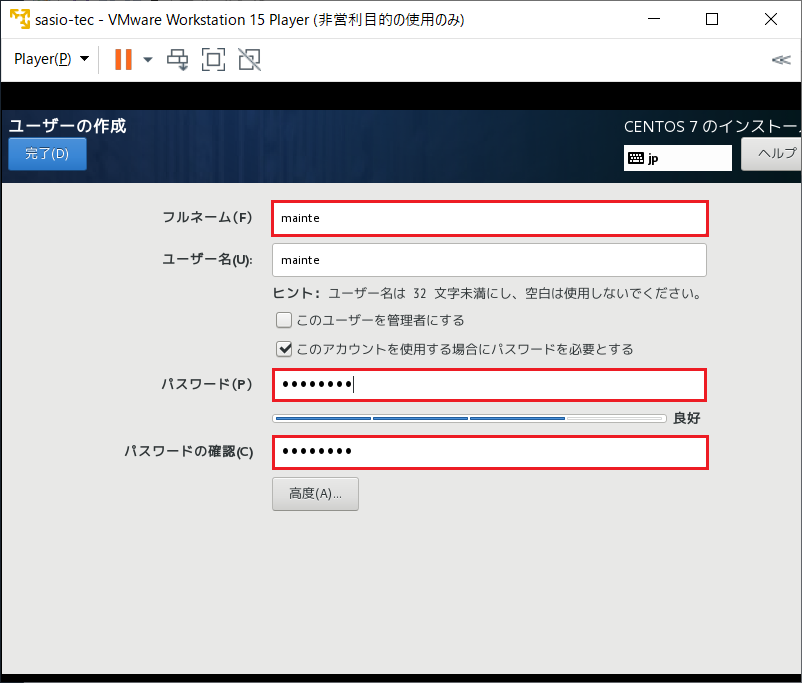 sasio-tec - VMware Workstation 15 Player (非営利目的の使用のみ)
Player(P)
ユーザーの作成
CENTOS 7 のインストー
完了(D)
jp
ヘルプ
フルネーム(F)
mainte
ユーザー名(U):
mainte
ヒント: ユーザー名は 32 文字未満にし、空白は使用しないでください。
このユーザーを管理者にする
このアカウントを使用する場合にパスワードを必要とする
パスワード(P)
●●●●●●●●
良好
パスワードの確認(C)
●●●●●●●●
高度(A)...